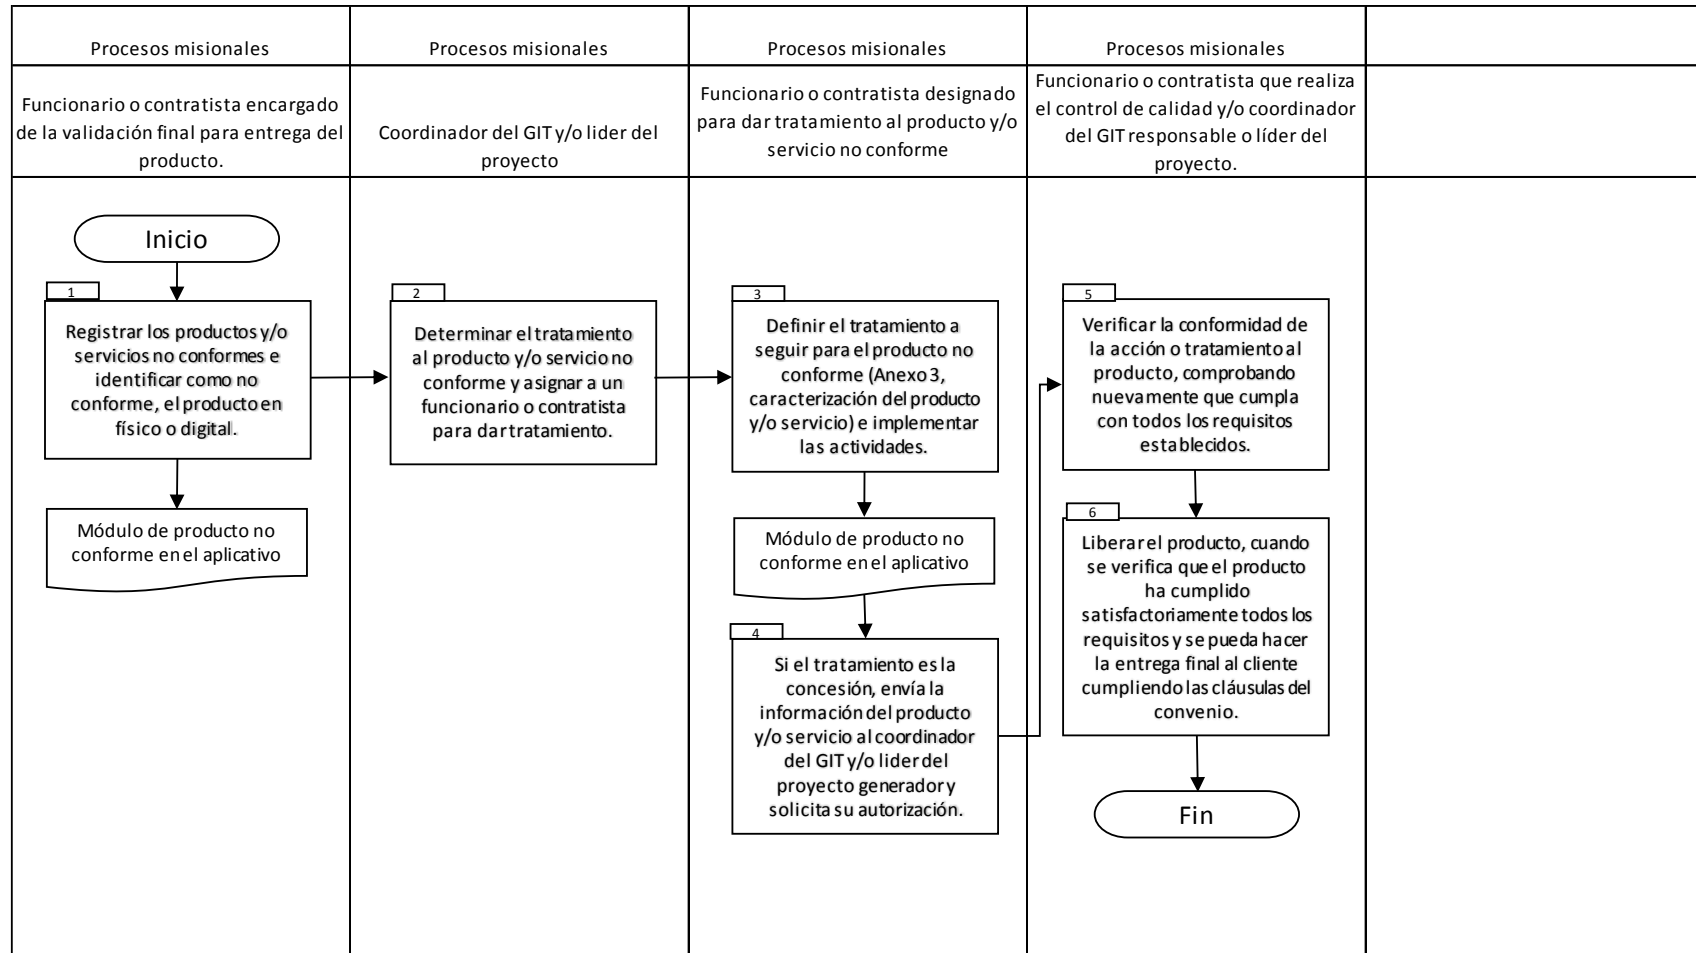 Procesos misionales
Procesos misionales
Procesos misionales
Procesos misionales
Funcionario o contratista encargado
de la validación final para entrega del
producto.
Coordinador del GIT y/o lider del
proyecto
Funcionario o contratista designado
para dar tratamiento al producto y/o
servicio no conforme
Funcionario o contratista que realiza
el control de calidad y/o coordinador
del GIT responsable o líder del
proyecto.
Inicio
1
Registrar los productos y/o
servicios no conformes e
identificar como no
conforme, el producto en
físico o digital.
Módulo de producto no
conforme en el aplicativo
2
Determinar el tratamiento
al producto y/o servicio no
conforme y asignar a un
funcionario o contratista
para dar tratamiento.
3
Definir el tratamiento a
seguir para el producto no
conforme (Anexo 3,
caracterización del producto
y/o servicio) e implementar
las actividades.
Módulo de producto no
conforme en el aplicativo
4
Si el tratamiento es la
concesión, envía la
información del producto
y/o servicio al coordinador
del GIT y/o lider del
proyecto generador y
solicita su autorización.
5
Verificar la conformidad de
la acción o tratamiento al
producto, comprobando
nuevamente que cumpla
con todos los requisitos
establecidos.
6
Liberar el producto, cuando
se verifica que el producto
ha cumplido
satisfactoriamente todos los
requisitos y se pueda hacer
la entrega final al cliente
cumpliendo las cláusulas del
convenio.
Fin